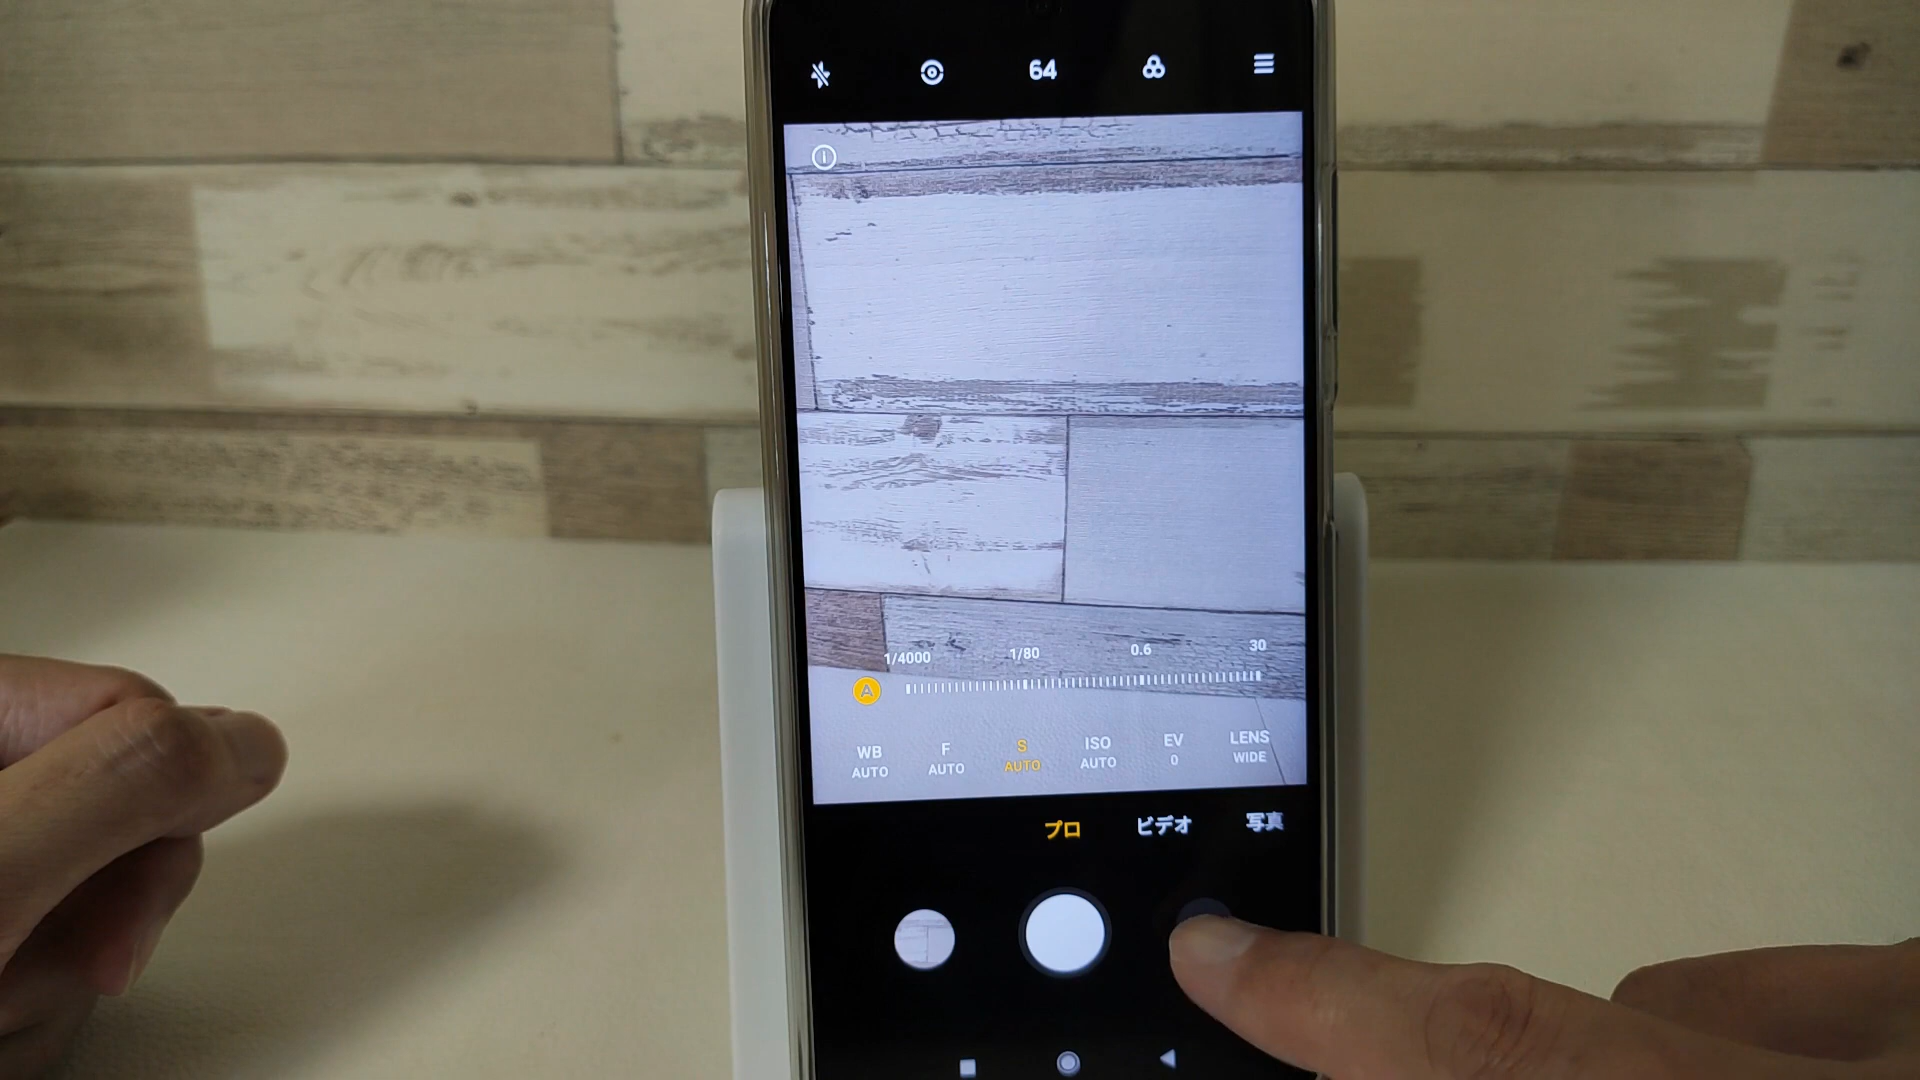 64
1/4000 1/80 0.6 30
A
WB F S ISO EV LENS
AUTO AUTO AUTO AUTO 0 WIDE
プロ ビデオ 写真